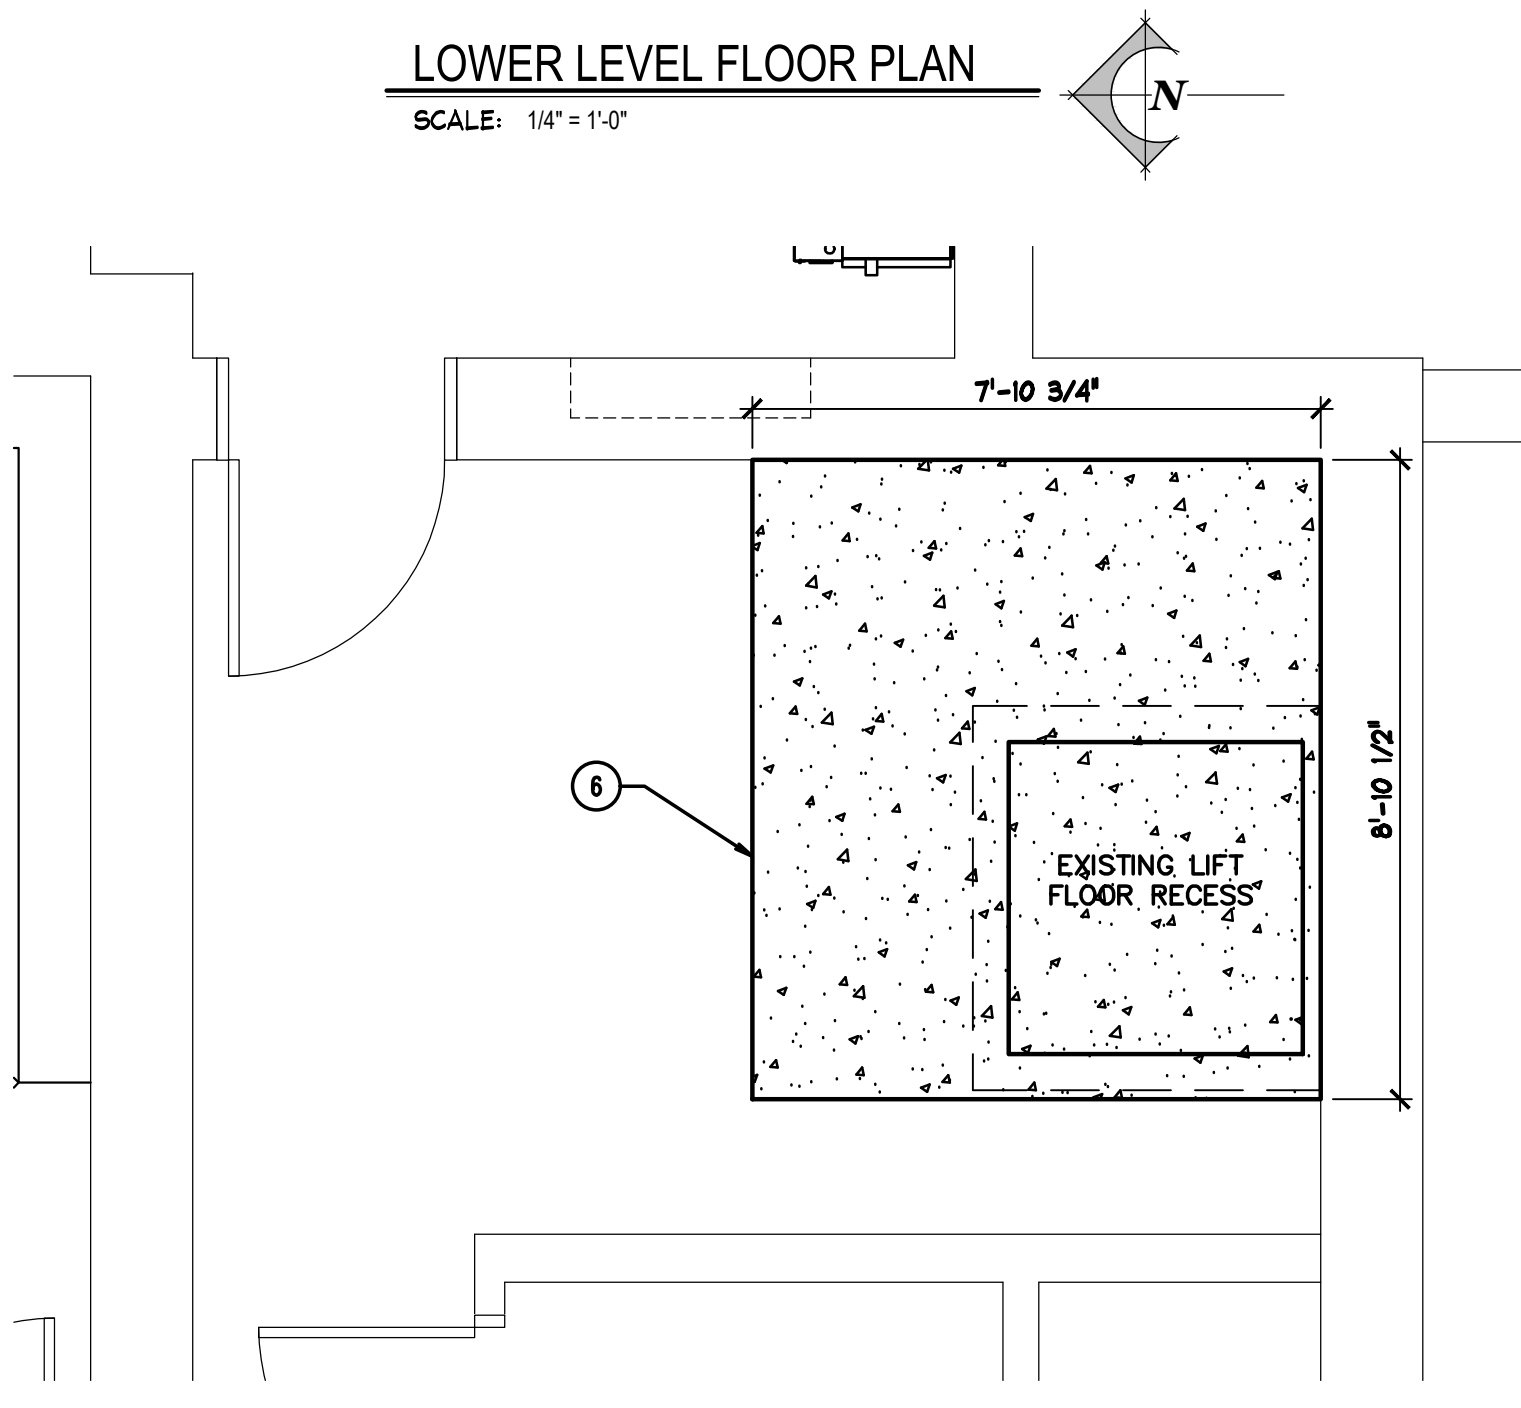 LOWER LEVEL FLOOR PLAN
SCALE: 1/4" = 1'-0"
N
7'-10 3/4"
8'-10 1/2"
6
EXISTING LIFT
FLOOR RECESS